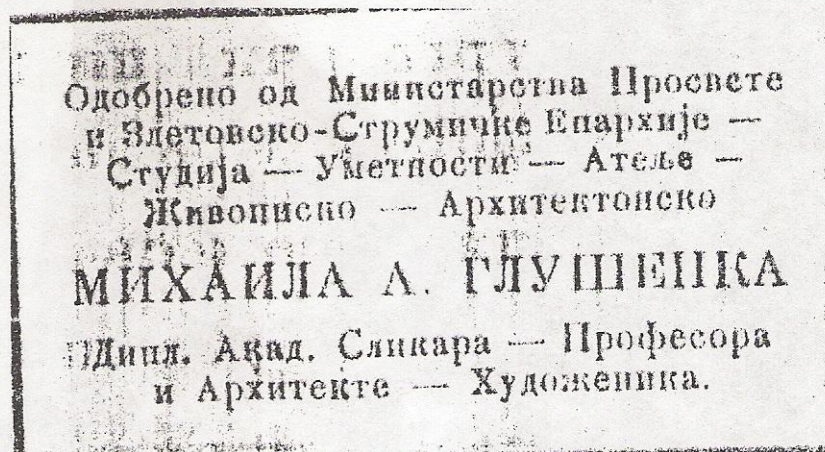 Одобрено од Министарства Просвете
и Злетовско-Струмичке Епархије —
Студија — Уметности — Атеље —
Живописно — Архитектонско
МИХАИЛА А. ГЛУШЕНКА
Дипл. Акад. Сликара — Професора
и Архитекте — Художеника.